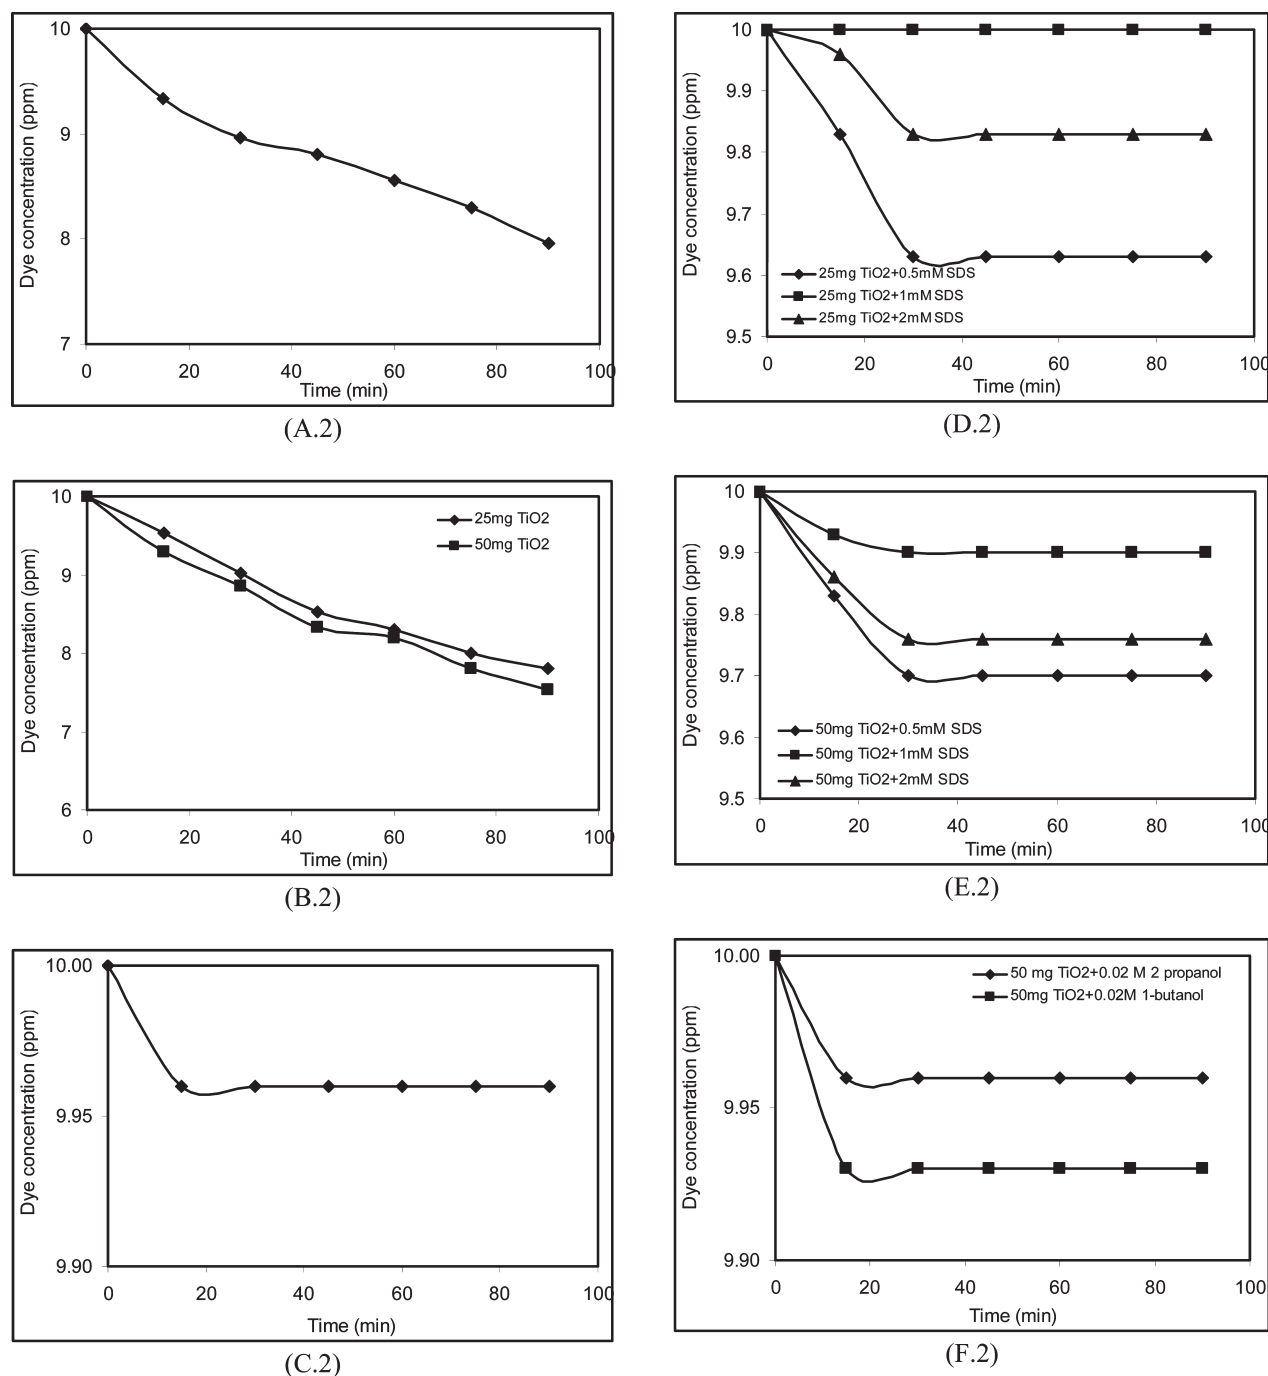 10
9
8
7
0 20 40 60 80 100
Time (min)
Dye concentration (ppm)
(A.2)
10
9.9
9.8
9.7
9.6
9.5
25mg TiO2+0.5mM SDS
25mg TiO2+1mM SDS
25mg TiO2+2mM SDS
0 20 40 60 80 100
Time (min)
Dye concentration (ppm)
(D.2)
10
9
8
7
6
25mg TiO2
50mg TiO2
0 20 40 60 80 100
Time (min)
Dye concentration (ppm)
(B.2)
10
9.9
9.8
9.7
9.6
9.5
50mg TiO2+0.5mM SDS
50mg TiO2+1mM SDS
50mg TiO2+2mM SDS
0 20 40 60 80 100
Time (min)
Dye concentration (ppm)
(E.2)
10.00
9.95
9.90
0 20 40 60 80 100
Time (min)
Dye concentration (ppm)
(C.2)
10.00
9.95
9.90
50 mg TiO2+0.02 M 2 propanol
50mg TiO2+0.02M 1-butanol
0 20 40 60 80 100
Time (min)
Dye concentration (ppm)
(F.2)